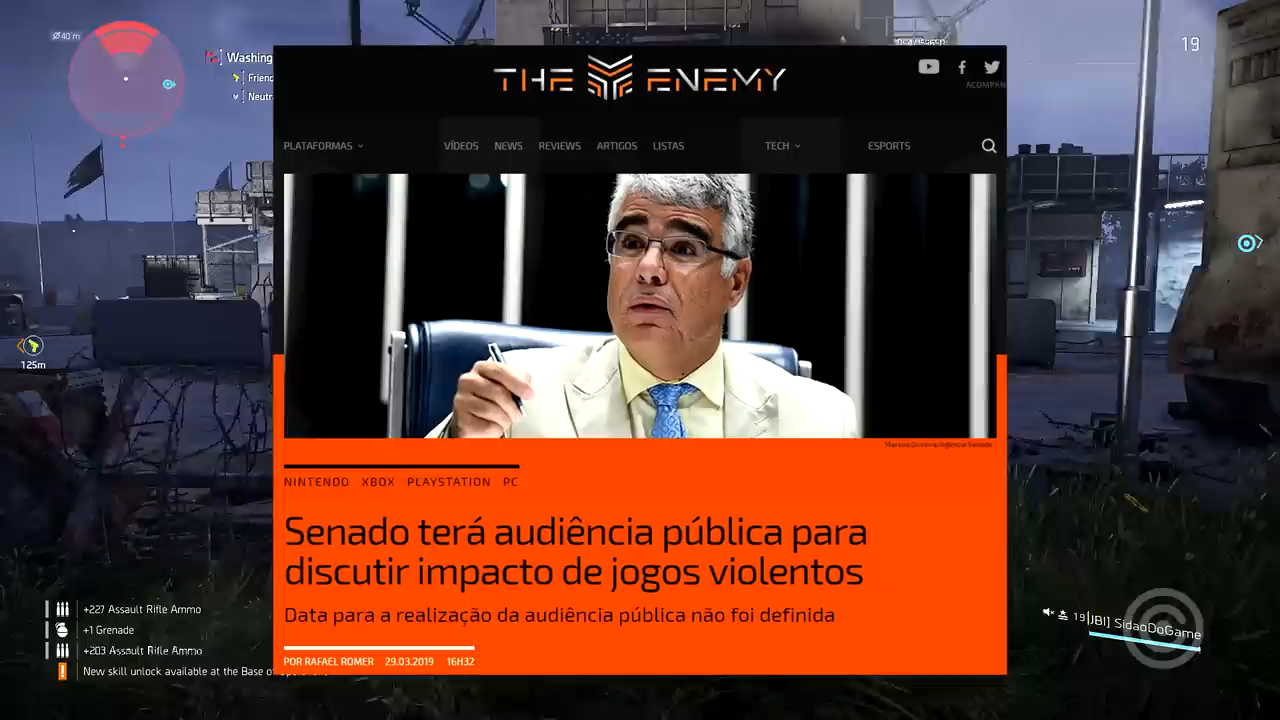 40 m
Washing
Friend
Neutr
19
THE ENEMY
ACOMPAN
PLATAFORMAS
VÍDEOS
NEWS
REVIEWS
ARTIGOS
LISTAS
TECH
ESPORTS
125m
NINTENDO XBOX PLAYSTATION PC
Senado terá audiência pública para
discutir impacto de jogos violentos
Data para a realização da audiência pública não foi definida
POR RAFAEL ROMER 29.03.2019 16H32
+227 Assault Rifle Ammo
+1 Grenade
+203 Assault Rifle Ammo
New skill unlock available at the Base of
19 [JBI] SidaoDoGame